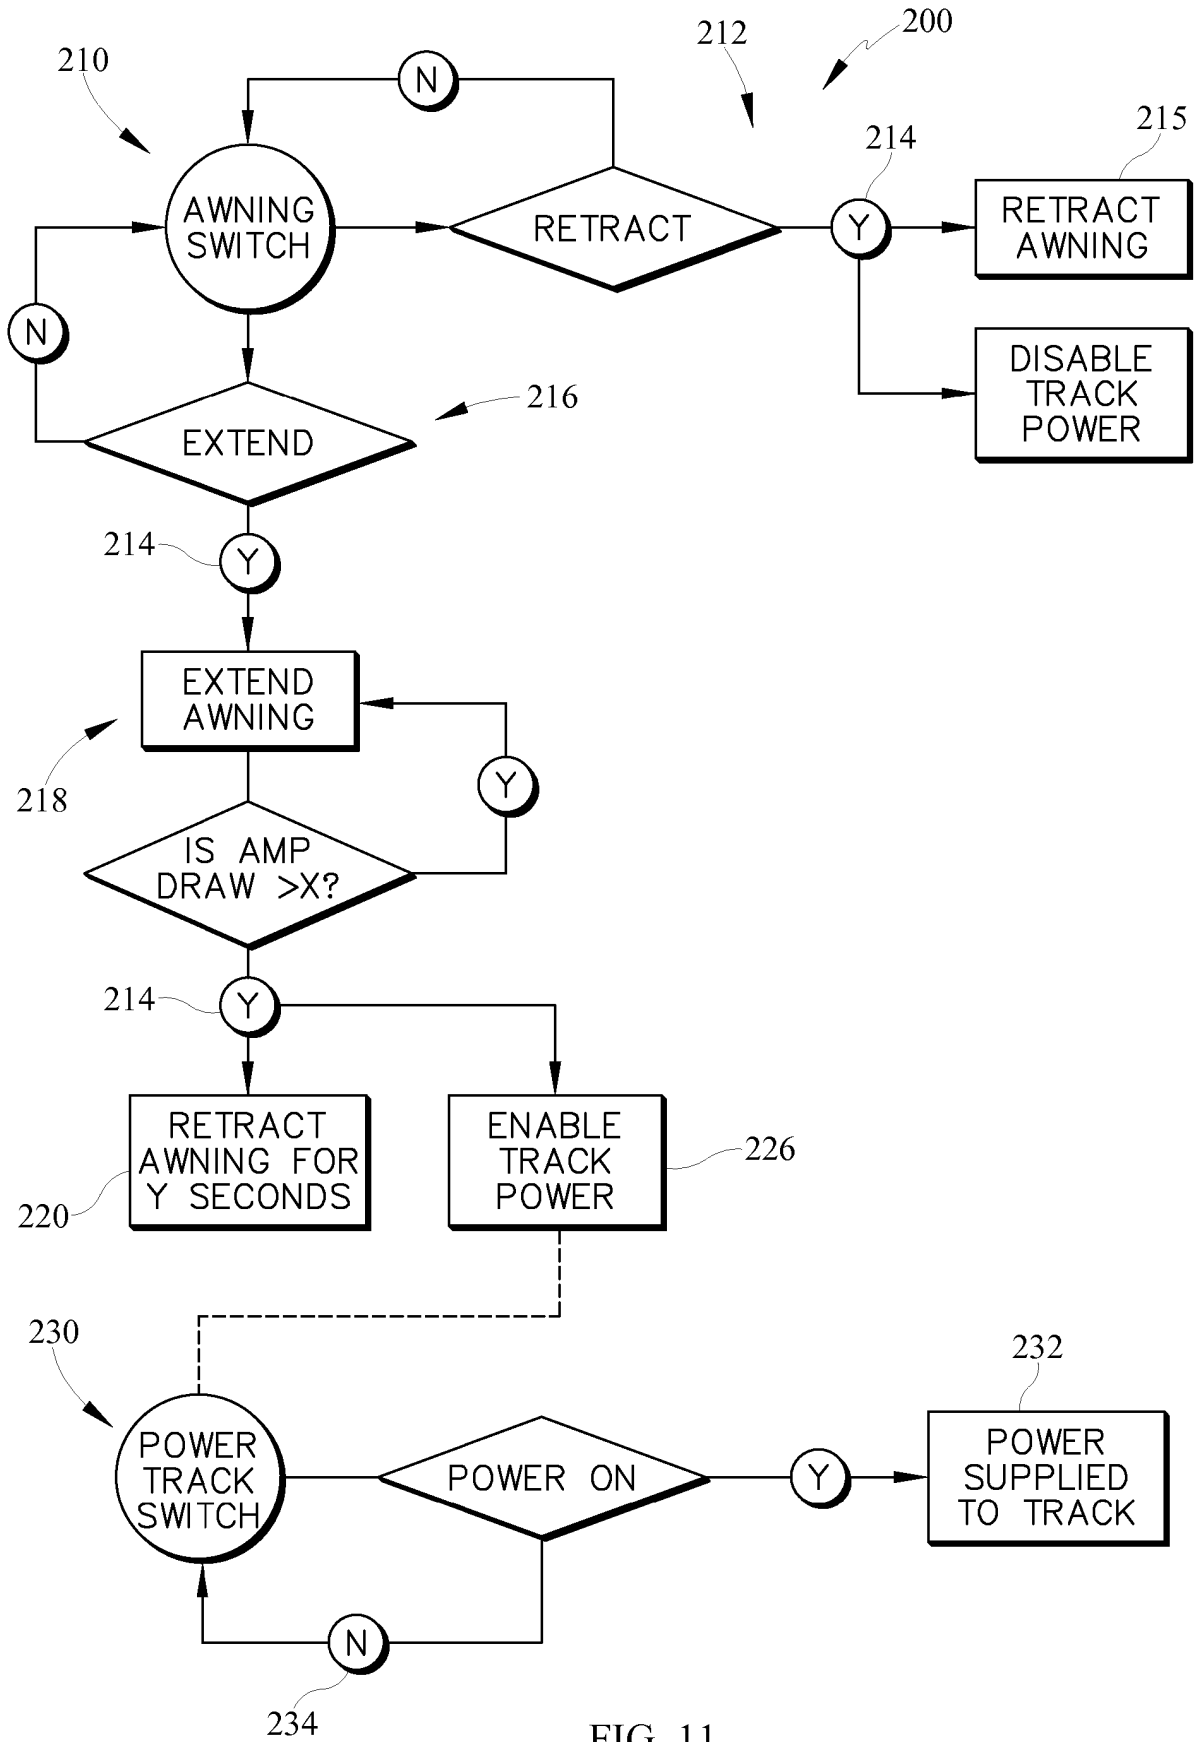 200
212
210
N
215
214
AWNING
SWITCH
RETRACT
Y
RETRACT
AWNING
N
DISABLE
TRACK
POWER
216
EXTEND
214
Y
EXTEND
AWNING
218
Y
IS AMP
DRAW >X?
214
Y
RETRACT
AWNING FOR
Y SECONDS
220
ENABLE
TRACK
POWER
226
230
232
POWER
TRACK
SWITCH
POWER ON
Y
POWER
SUPPLIED
TO TRACK
N
234
FIG. 11